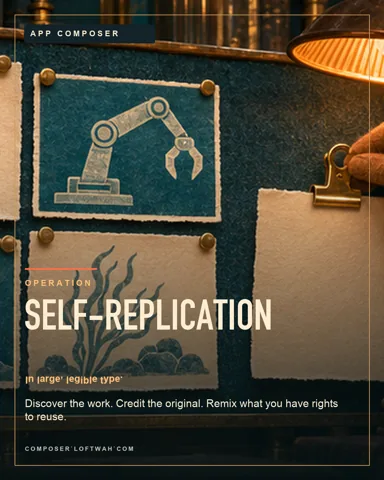 APP COMPOSER
OPERATION
SELF-REPLICATION
in large, legible type.
Discover the work. Credit the original. Remix what you have rights
to reuse.
COMPOSER.LOFTWAH.COM